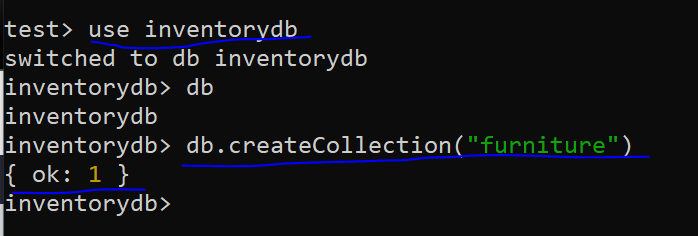 test> use inventorydb
switched to db inventorydb
inventorydb> db
inventorydb
inventorydb> db.createCollection("furniture")
{ ok: 1 }
inventorydb>